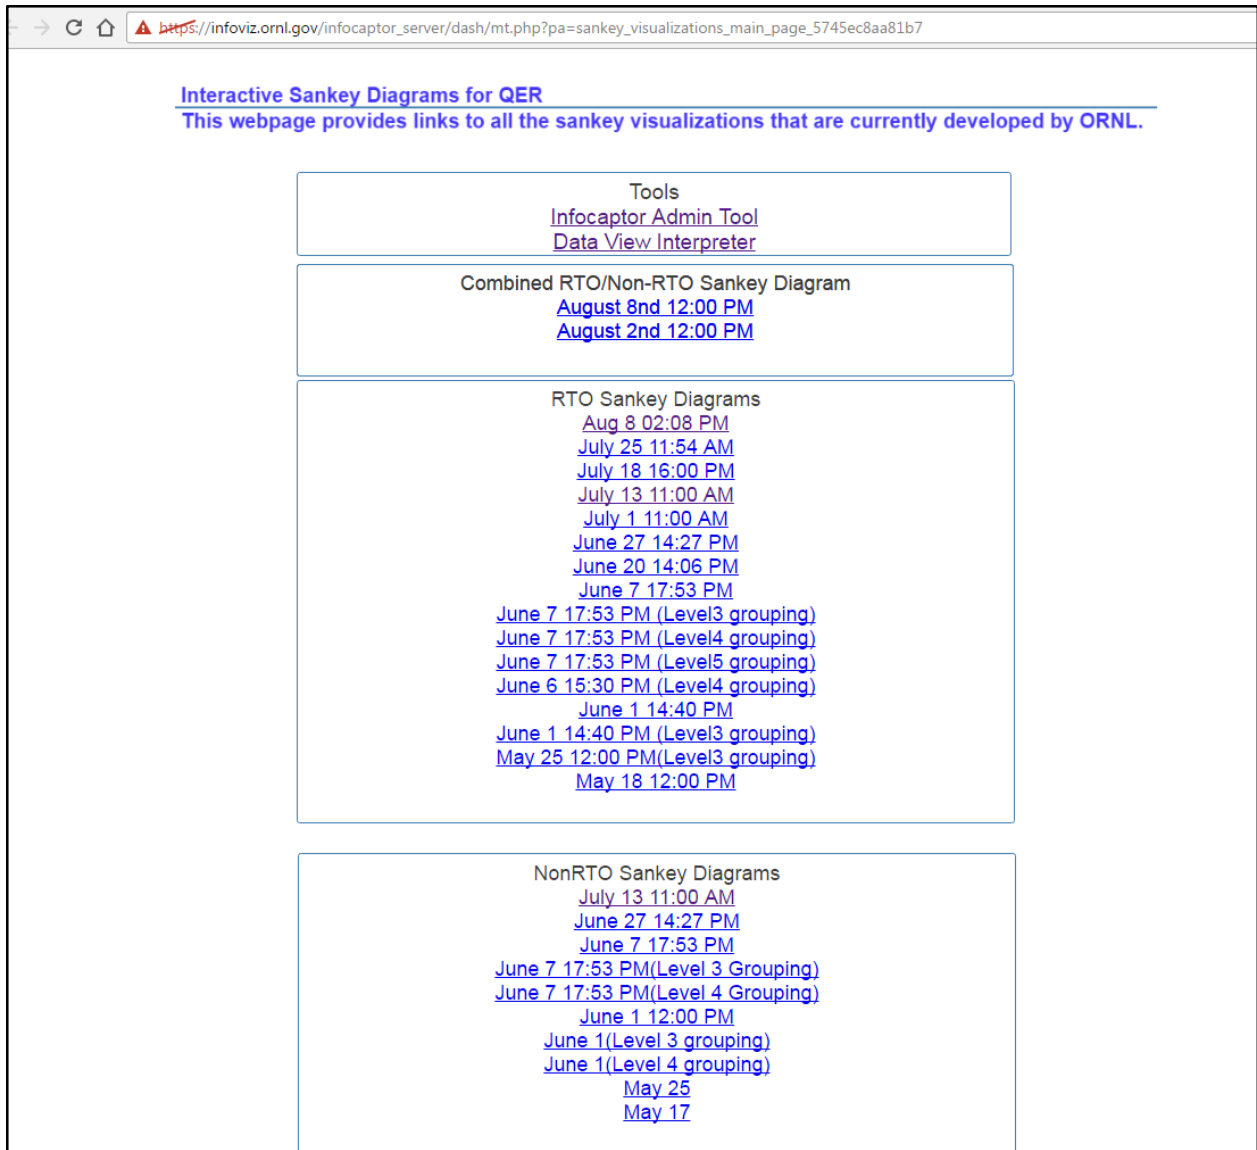 https://infoviz.ornl.gov/infocaptor_server/dash/mt.php?pa=sankey_visualizations_main_page_5745ec8aa81b7
Interactive Sankey Diagrams for QER
This webpage provides links to all the sankey visualizations that are currently developed by ORNL.
Tools
Infocaptor Admin Tool
Data View Interpreter
Combined RTO/Non-RTO Sankey Diagram
August 8nd 12:00 PM
August 2nd 12:00 PM
RTO Sankey Diagrams
Aug 8 02:08 PM
July 25 11:54 AM
July 18 16:00 PM
July 13 11:00 AM
July 1 11:00 AM
June 27 14:27 PM
June 20 14:06 PM
June 7 17:53 PM
June 7 17:53 PM (Level3 grouping)
June 7 17:53 PM (Level4 grouping)
June 7 17:53 PM (Level5 grouping)
June 6 15:30 PM (Level4 grouping)
June 1 14:40 PM
June 1 14:40 PM (Level3 grouping)
May 25 12:00 PM(Level3 grouping)
May 18 12:00 PM
NonRTO Sankey Diagrams
July 13 11:00 AM
June 27 14:27 PM
June 7 17:53 PM
June 7 17:53 PM(Level 3 Grouping)
June 7 17:53 PM(Level 4 Grouping)
June 1 12:00 PM
June 1(Level 3 grouping)
June 1(Level 4 grouping)
May 25
May 17